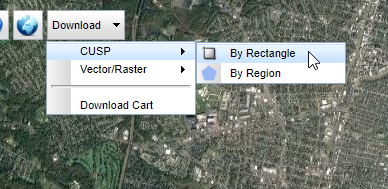 Download
CUSP
By Rectangle
Vector/Raster
By Region
Download Cart